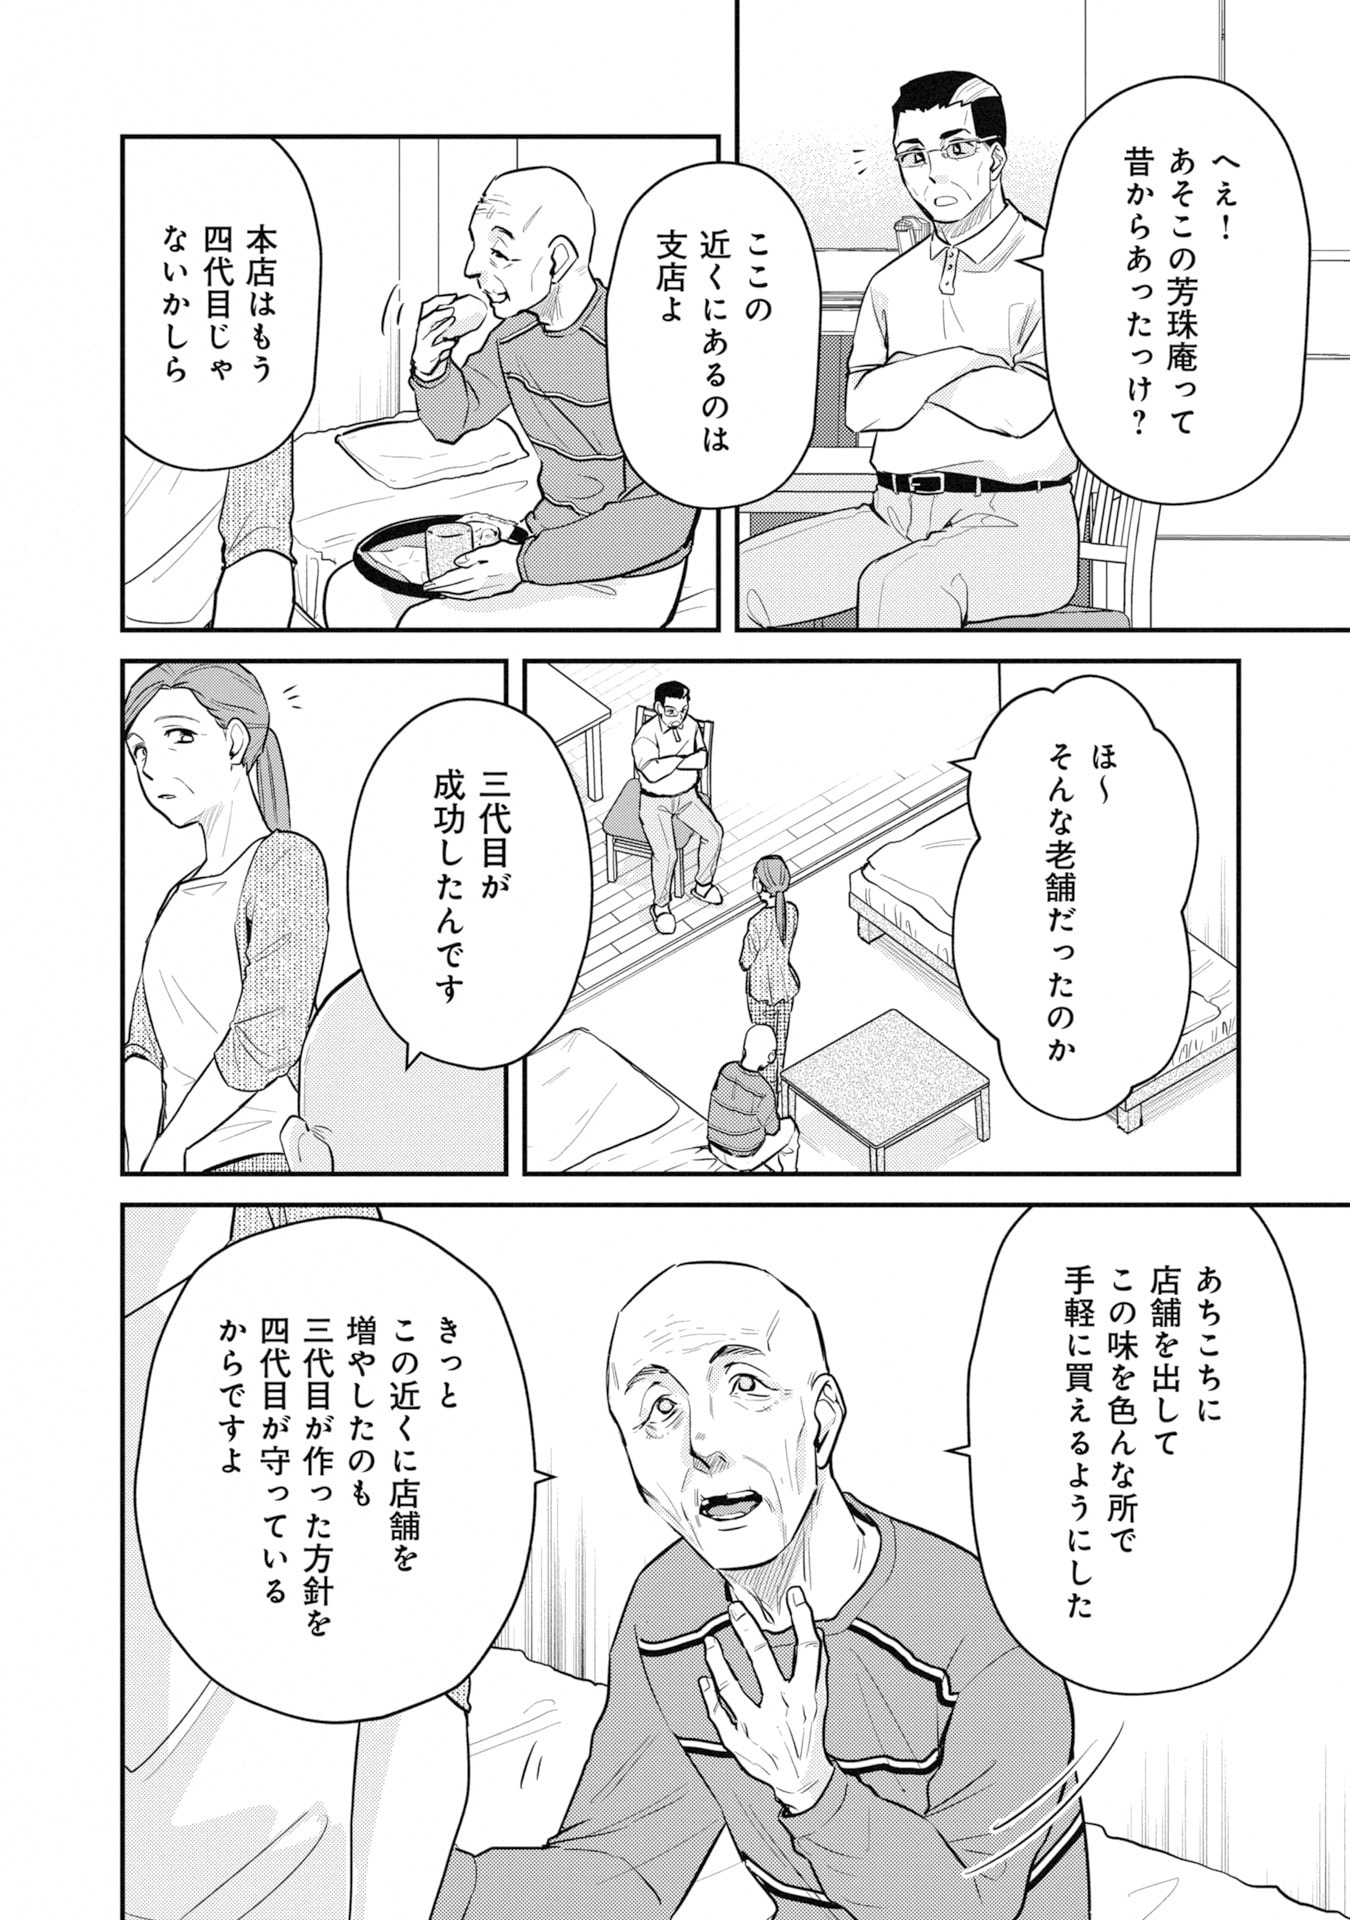 へぇ！
あそこの芳珠庵って
昔からあったっけ？
ここの
近くにあるのは
支店よ
本店はもう
四代目じゃ
ないかしら
ほ〜
そんな老舗だったのか
三代目が
成功したんです
あちこちに
店舗を出して
この味を色んな所で
手軽に買えるようにした
きっと
この近くに店舗を
増やしたのも
三代目が作った方針を
四代目が守っている
からですよ